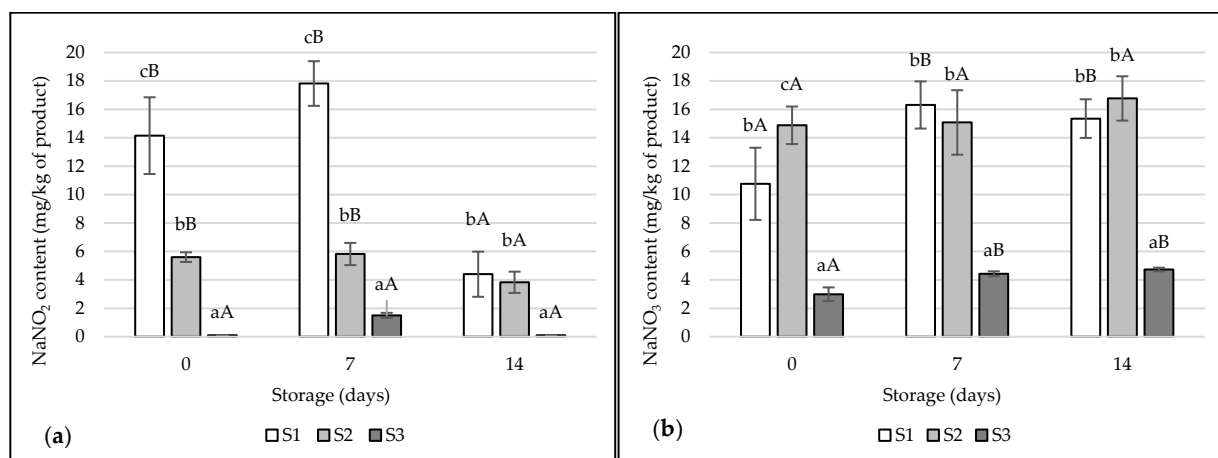 NaNO₂ content (mg/kg of product)
20
18
16
14
12
10
8
6
4
2
0
cB
bB
aA
cB
bB
aA
bA
bA
aA
0 7 14
Storage (days)
S1 S2 S3
(a)
NaNO₃ content (mg/kg of product)
20
18
16
14
12
10
8
6
4
2
0
bA
cA
aA
bB
bA
aB
bB
bA
aB
0 7 14
Storage (days)
S1 S2 S3
(b)